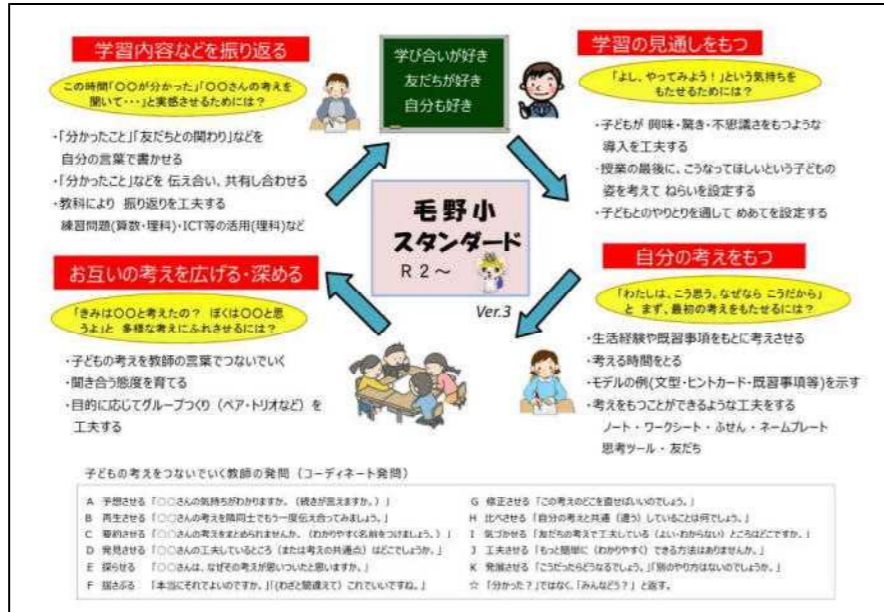 学び合いが好き
友だちが好き
自分も好き
学習の見通しをもつ
「よし、やってみよう！」という気持ちを
もたせるためには？
・子どもが 興味・驚き・不思議さをもつような
導入を工夫する
・授業の最後に、こうなってほしいという子どもの
姿を考えて ねらいを設定する
・子どもとのやりとりを通して めあてを設定する
自分の考えをもつ
「わたしは、こう思う。なぜなら こうだから」
と まず、最初の考えをもたせるには？
・生活経験や既習事項をもとに考えさせる
・考える時間をとる
・モデルの例(文型・ヒントカード・既習事項等)を示す
・考えをもつことができるような工夫をする
ノート・ワークシート・ふせん・ネームプレート
思考ツール・友だち
お互いの考えを広げる・深める
「きみは〇〇と考えたの？ ぼくは〇〇と思
うよ」と 多様な考えにふれさせるには？
・子どもの考えを教師の言葉でつないでいく
・聞き合う態度を育てる
・目的に応じてグループつくり（ペア・トリオなど）を
工夫する
学習内容などを振り返る
この時間「〇〇が分かった」「〇〇さんの考えを
聞いて・・・」と実感させるためには？
・「分かったこと」「友だちとの関わり」などを
自分の言葉で書かせる
・「分かったこと」などを 伝え合い、共有し合わせる
・教科により 振り返りを工夫する
練習問題(算数・理科)・ICT等の活用(理科)など
毛野小
スタンダード
R２～
Ver.3
子どもの考えをつないでいく教師の発問（コーディネート発問）
A 予想させる「〇〇さんの気持ちがわかりますか。（続きが言えますか。）」
B 再生させる「〇〇さんの考えを隣同士でもう一度伝え合ってみましょう。」
C 要約させる「〇〇さんの考えをまとめられませんか。（わかりやすく名前をつけましょう。）」
D 発見させる「〇〇さんの工夫しているところ（または考えの共通点）はどこでしょうか。」
E 探らせる「〇〇さんは、なぜその考えが思いついたと思いますか。」
F 揺さぶる「本当にそれでよいのですか。」「（わざと間違えて）これでいいですね。」
G 修正させる「この考えのどこを直せばいいのでしょう。」
H 比べさせる「自分の考えと共通（違う）していることは何でしょう。」
I 気づかせる「友だちの考えで工夫している（よい・わからない）ところはどこですか。」
J 工夫させる「もっと簡単に（わかりやすく）できる方法はありませんか。」
K 発展させる「こうだったらどうなるでしょう。」「別のやり方はないのでしょうか。」
☆「分かった？」ではなく、「みんなどう？」と返す。